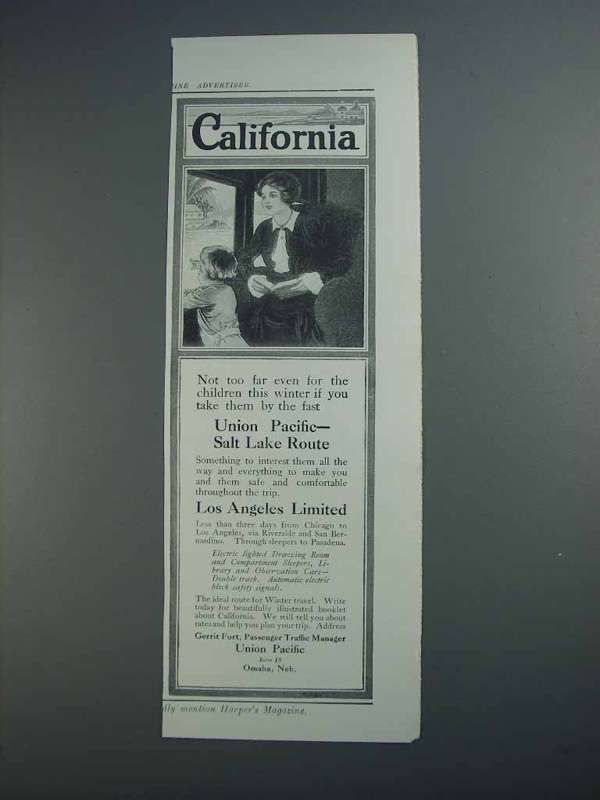 INE ADVERTISER.
California
Not too far even for the
children this winter if you
take them by the fast
Union Pacific—
Salt Lake Route
Something to interest them all the
way and everything to make you
and them safe and comfortable
throughout the trip.
Los Angeles Limited
Less than three days from Chicago to
Los Angeles, via Riverside and San Ber-
nardino. Through sleepers to Pasadena.
Electric lighted Drawing Room
and Compartment Sleepers, Li-
brary and Observation Cars—
Double track. Automatic electric
block safety signals.
The ideal route for Winter travel. Write
today for beautifully illustrated booklet
about California. We will tell you about
rates and help you plan your trip. Address
Gerrit Fort, Passenger Traffic Manager
Union Pacific
Omaha, Neb.
dly mention Harper's Magazine.